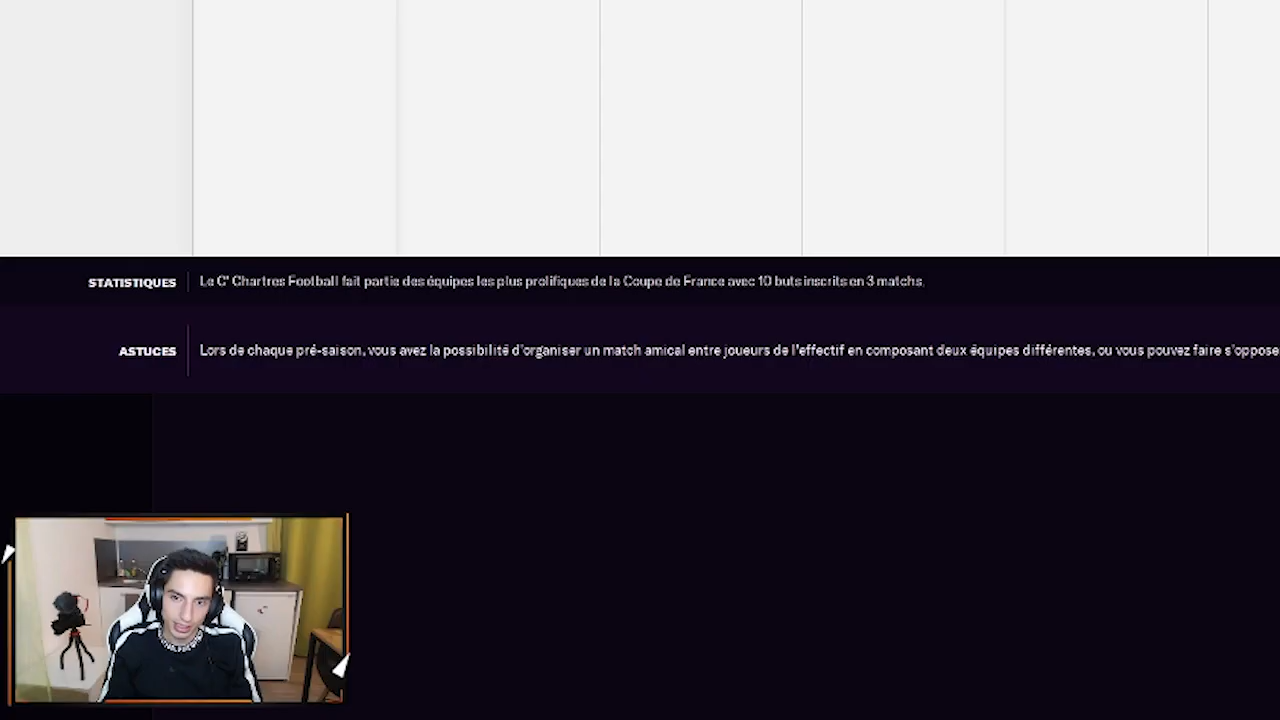 STATISTIQUES Le C' Chartres Football fait partie des équipes les plus prolifiques de la Coupe de France avec 10 buts inscrits en 3 matchs.
ASTUCES Lors de chaque pré-saison, vous avez la possibilité d'organiser un match amical entre joueurs de l'effectif en composant deux équipes différentes, ou vous pouvez faire s'oppose